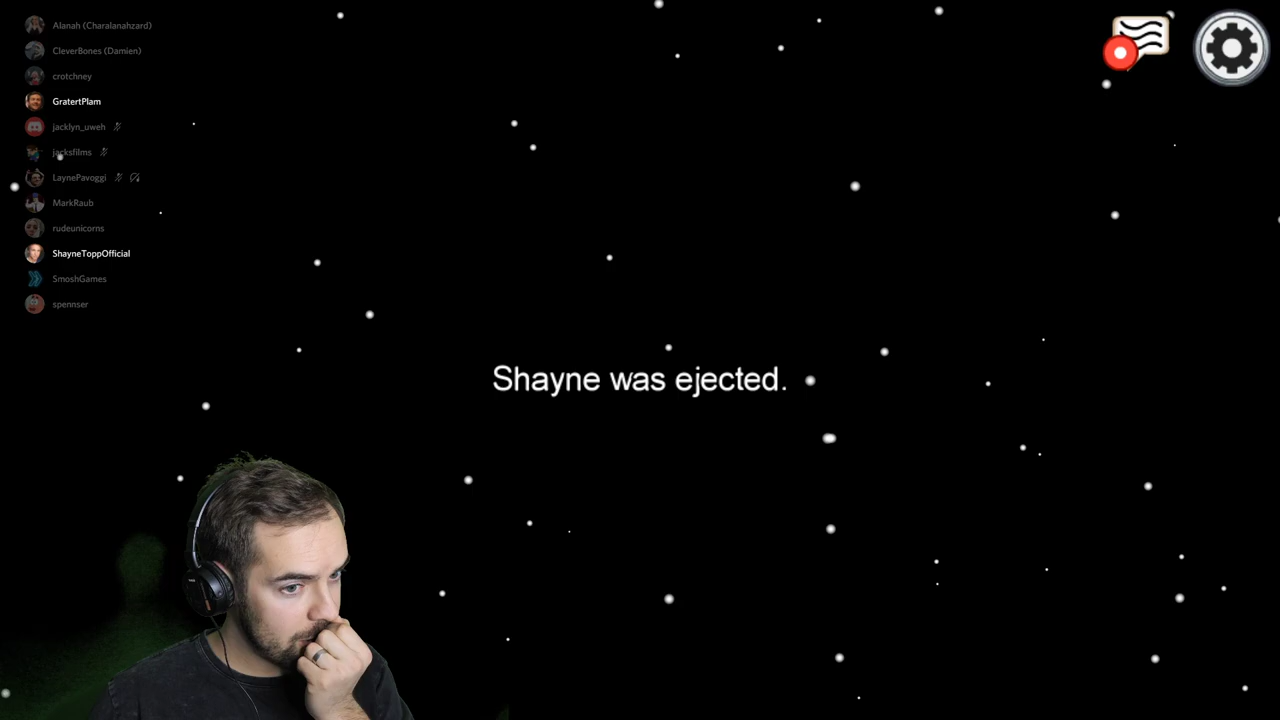 Alanah (Charalanahzard)
CleverBones (Damien)
crotchney
GratertPlam
jacklyn_uweh
jacksfilms
LaynePavoggi
MarkRaub
rudeunicorns
ShayneToppOfficial
SmoshGames
spennser
Shayne was ejected.